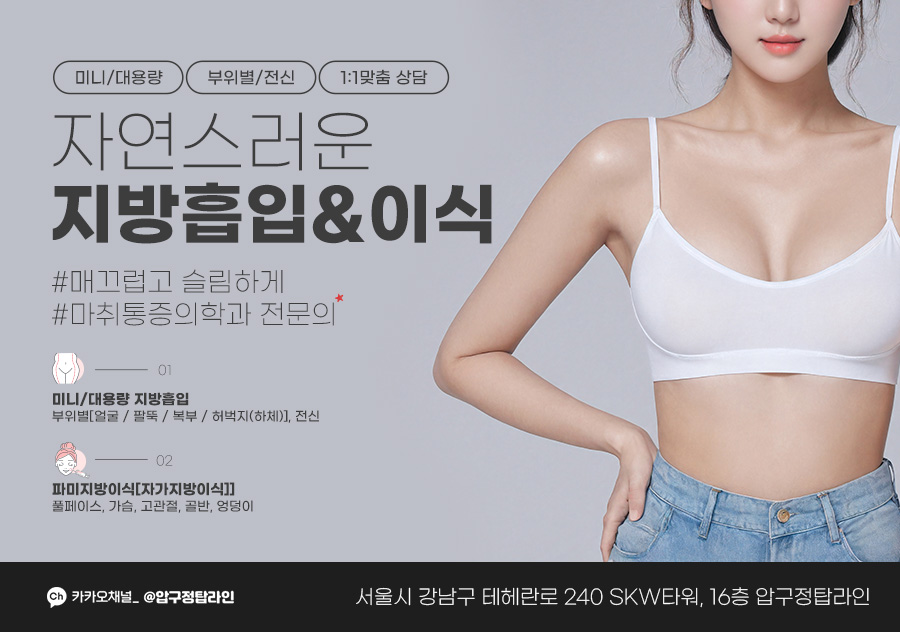 미니/대용량 부위별/전신 1:1맞춤 상담
자연스러운
지방흡입&이식
#매끄럽고 슬림하게
#마취통증의학과 전문의
01
미니/대용량 지방흡입
부위별[얼굴 / 팔뚝 / 복부 / 허벅지(하체)], 전신
02
파미지방이식[자가지방이식]]
풀페이스, 가슴, 고관절, 골반, 엉덩이
Ch 카카오채널_ @압구정탑라인
서울시 강남구 테헤란로 240 SKW타워, 16층 압구정탑라인